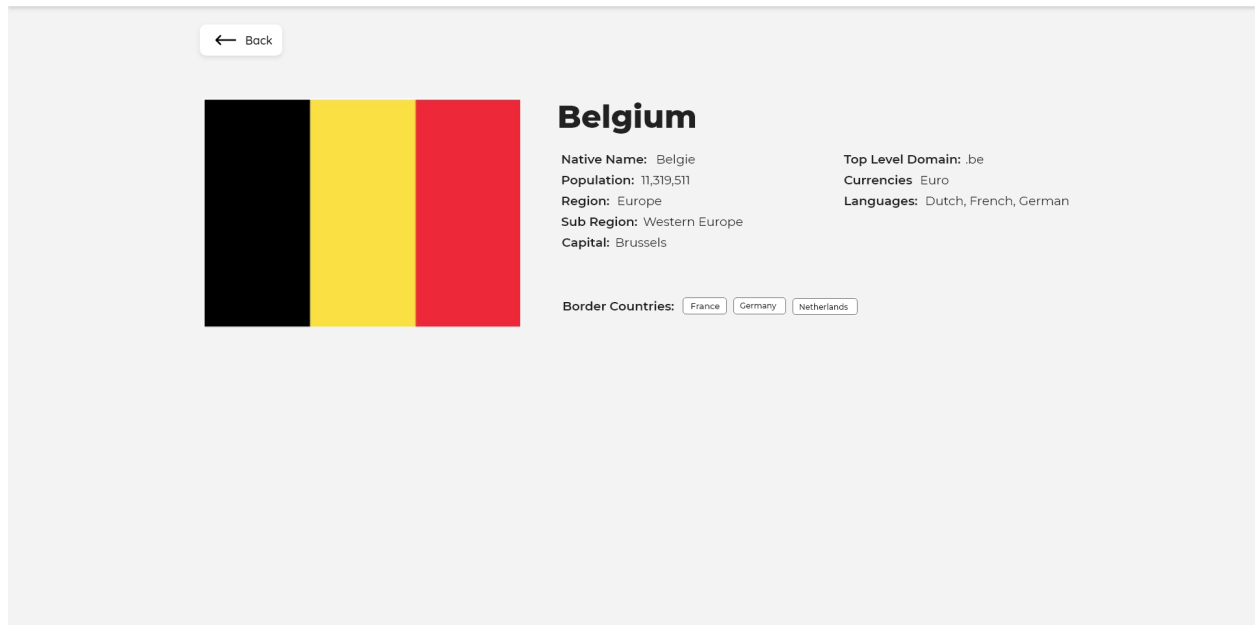 Back
Belgium
Native Name: Belgie
Population: 11,319,511
Region: Europe
Sub Region: Western Europe
Capital: Brussels
Top Level Domain: .be
Currencies Euro
Languages: Dutch, French, German
Border Countries: France Germany Netherlands